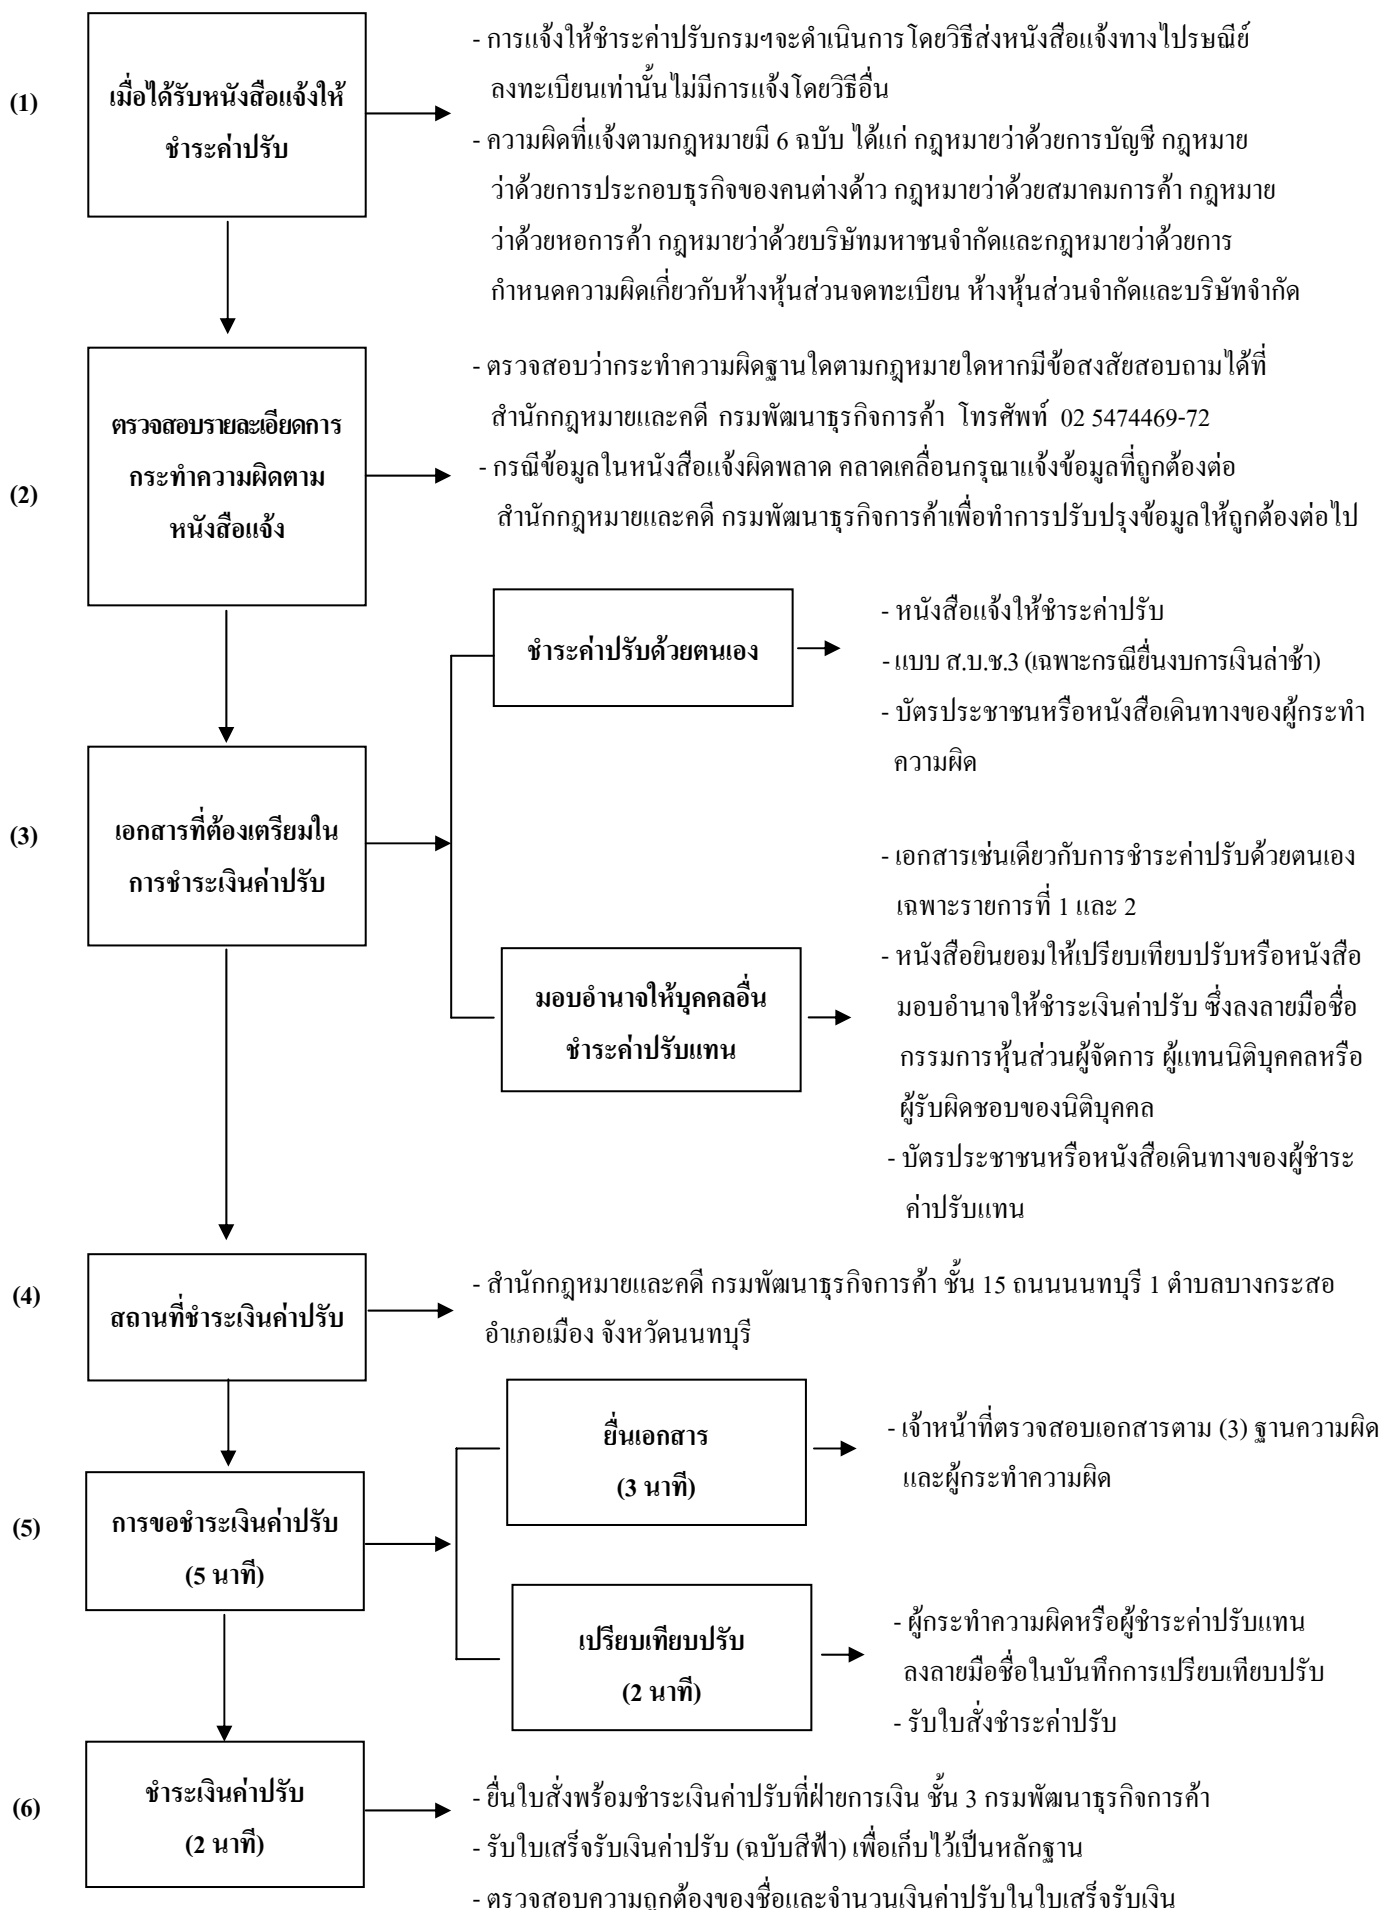 (1)
เมื่อได้รับหนังสือแจ้งให้
ชำระค่าปรับ
- การแจ้งให้ชำระค่าปรับกรมฯจะดำเนินการโดยวิธีส่งหนังสือแจ้งทางไปรษณีย์
ลงทะเบียนเท่านั้นไม่มีการแจ้งโดยวิธีอื่น
- ความผิดที่แจ้งตามกฎหมายมี 6 ฉบับ ได้แก่ กฎหมายว่าด้วยการบัญชี กฎหมาย
ว่าด้วยการประกอบธุรกิจของคนต่างด้าว กฎหมายว่าด้วยสมาคมการค้า กฎหมาย
ว่าด้วยหอการค้า กฎหมายว่าด้วยบริษัทมหาชนจำกัดและกฎหมายว่าด้วยการ
กำหนดความผิดเกี่ยวกับห้างหุ้นส่วนจดทะเบียน ห้างหุ้นส่วนจำกัดและบริษัทจำกัด
(2)
ตรวจสอบรายละเอียดการ
กระทำความผิดตาม
หนังสือแจ้ง
- ตรวจสอบว่ากระทำความผิดฐานใดตามกฎหมายใดหากมีข้อสงสัยสอบถามได้ที่
สำนักกฎหมายและคดี กรมพัฒนาธุรกิจการค้า โทรศัพท์ 02 5474469-72
- กรณีข้อมูลในหนังสือแจ้งผิดพลาด คลาดเคลื่อนกรุณาแจ้งข้อมูลที่ถูกต้องต่อ
สำนักกฎหมายและคดี กรมพัฒนาธุรกิจการค้าเพื่อทำการปรับปรุงข้อมูลให้ถูกต้องต่อไป
(3)
เอกสารที่ต้องเตรียมใน
การชำระเงินค่าปรับ
ชำระค่าปรับด้วยตนเอง
- หนังสือแจ้งให้ชำระค่าปรับ
- แบบ ส.บ.ช.3 (เฉพาะกรณียื่นงบการเงินล่าช้า)
- บัตรประชาชนหรือหนังสือเดินทางของผู้กระทำ
ความผิด
มอบอำนาจให้บุคคลอื่น
ชำระค่าปรับแทน
- เอกสารเช่นเดียวกับการชำระค่าปรับด้วยตนเอง
เฉพาะรายการที่ 1 และ 2
- หนังสือยินยอมให้เปรียบเทียบปรับหรือหนังสือ
มอบอำนาจให้ชำระเงินค่าปรับ ซึ่งลงลายมือชื่อ
กรรมการหุ้นส่วนผู้จัดการ ผู้แทนนิติบุคคลหรือ
ผู้รับผิดชอบของนิติบุคคล
- บัตรประชาชนหรือหนังสือเดินทางของผู้ชำระ
ค่าปรับแทน
(4)
สถานที่ชำระเงินค่าปรับ
- สำนักกฎหมายและคดี กรมพัฒนาธุรกิจการค้า ชั้น 15 ถนนนนทบุรี 1 ตำบลบางกระสอ
อำเภอเมือง จังหวัดนนทบุรี
(5)
การขอชำระเงินค่าปรับ
(5 นาที)
ยื่นเอกสาร
(3 นาที)
- เจ้าหน้าที่ตรวจสอบเอกสารตาม (3) ฐานความผิด
และผู้กระทำความผิด
เปรียบเทียบปรับ
(2 นาที)
- ผู้กระทำความผิดหรือผู้ชำระค่าปรับแทน
ลงลายมือชื่อในบันทึกการเปรียบเทียบปรับ
- รับใบสั่งชำระค่าปรับ
(6)
ชำระเงินค่าปรับ
(2 นาที)
- ยื่นใบสั่งพร้อมชำระเงินค่าปรับที่ฝ่ายการเงิน ชั้น 3 กรมพัฒนาธุรกิจการค้า
- รับใบเสร็จรับเงินค่าปรับ (ฉบับสีฟ้า) เพื่อเก็บไว้เป็นหลักฐาน
- ตรวจสอบความถูกต้องของชื่อและจำนวนเงินค่าปรับในใบเสร็จรับเงิน